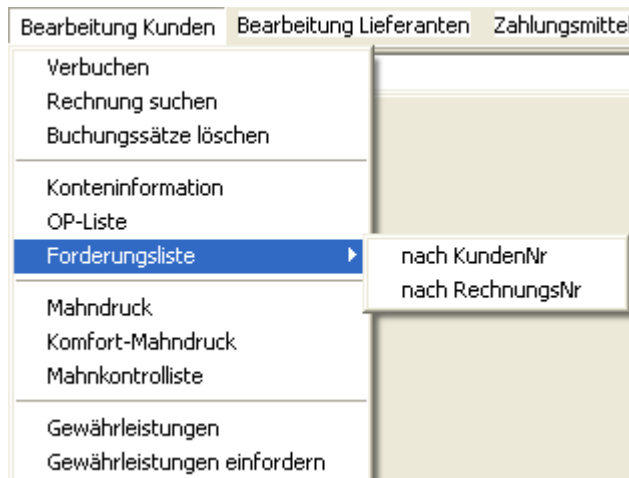 Bearbeitung Kunden Bearbeitung Lieferanten Zahlungsmittel
Verbuchen
Rechnung suchen
Buchungssätze löschen
Konteninformation
OP-Liste
Forderungsliste
nach KundenNr
nach RechnungsNr
Mahndruck
Komfort-Mahndruck
Mahnkontrolliste
Gewährleistungen
Gewährleistungen einfordern